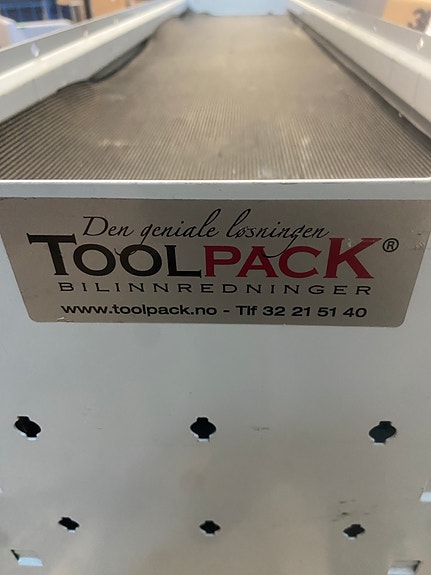 Den geniale løsningen
TOOLPACK®
BILINNREDNINGER
www.toolpack.no - Tlf 32 21 51 40